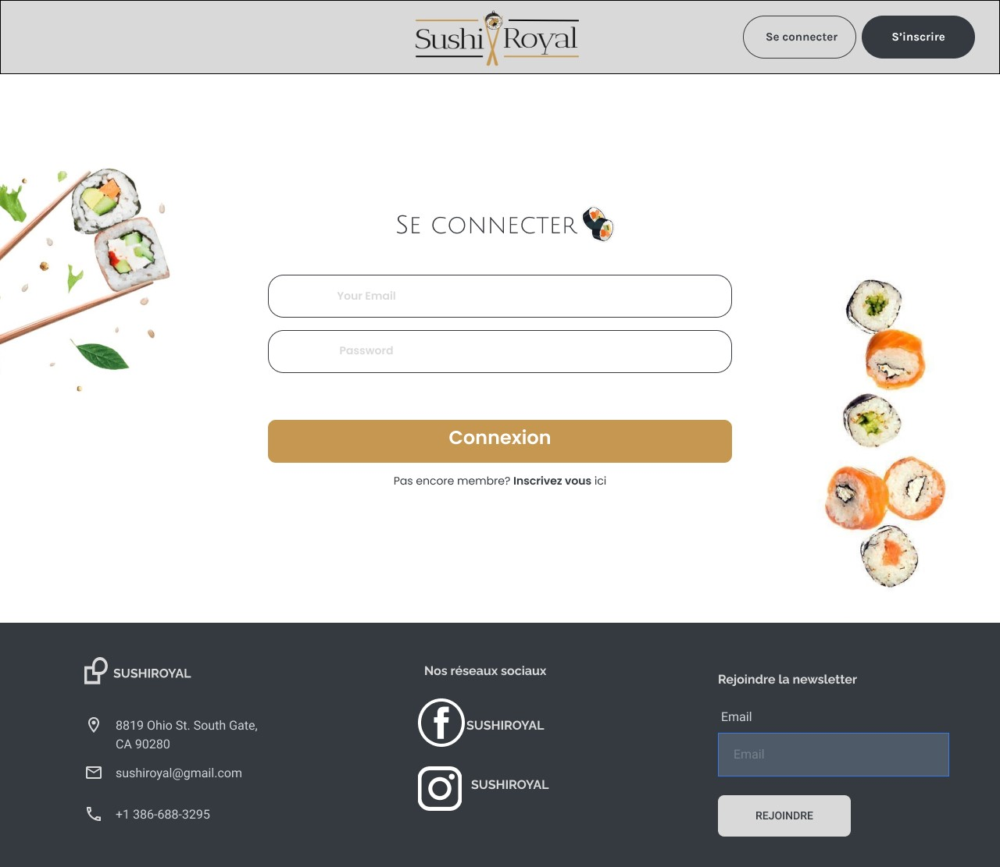 Sushi Royal
Se connecter
S'inscrire
Se connecter
Your Email
Password
Connexion
Pas encore membre? Inscrivez vous ici
SUSHIROYAL
8819 Ohio St. South Gate,
CA 90280
sushiroyal@gmail.com
+1 386-688-3295
Nos réseaux sociaux
SUSHIROYAL
SUSHIROYAL
Rejoindre la newsletter
Email
Email
REJOINDRE